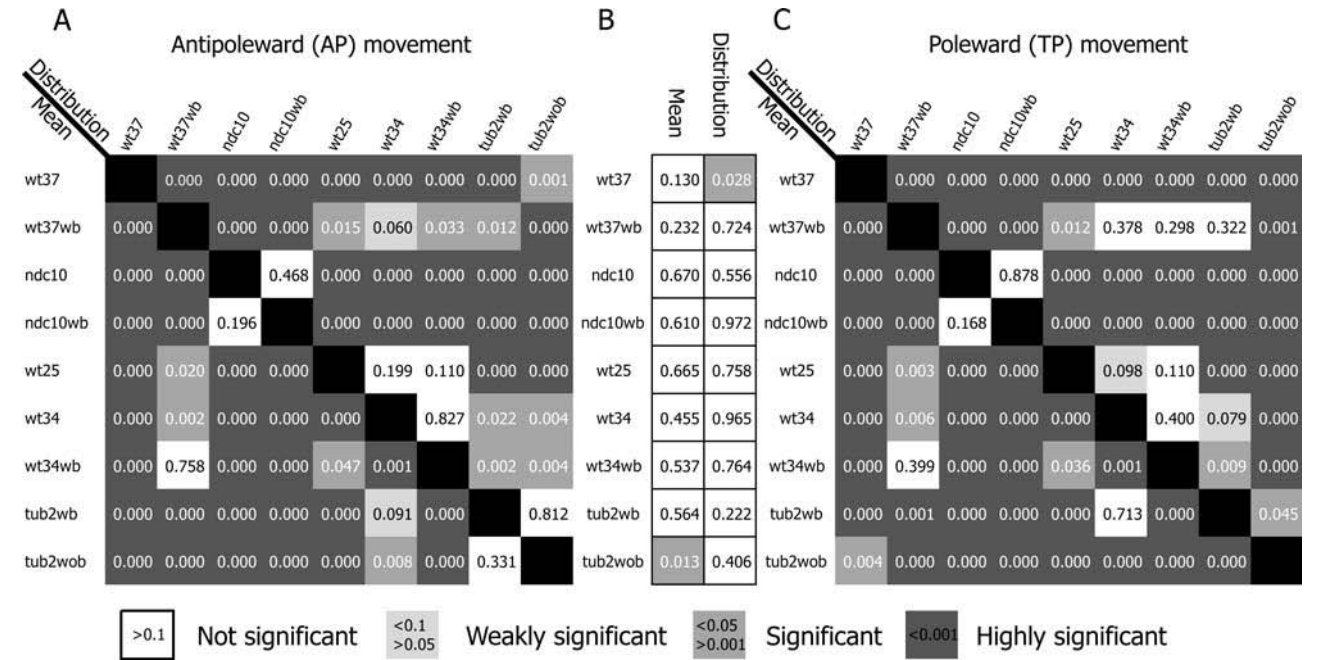 A
B
C
Antipoleward (AP) movement
Poleward (TP) movement
Distribution
Mean
wt37 wt37wb ndc10 ndc10wb wt25 wt34 wt34wb tub2wb tub2wob
Mean
Distribution
Distribution
Mean
wt37 wt37wb ndc10 ndc10wb wt25 wt34 wt34wb tub2wb tub2wob
wt37 0.000 0.000 0.000 0.000 0.000 0.000 0.000 0.001 wt37 0.130 0.028 wt37 0.000 0.000 0.000 0.000 0.000 0.000 0.000 0.000
wt37wb 0.000 0.000 0.000 0.015 0.060 0.033 0.012 0.000 wt37wb 0.232 0.724 wt37wb 0.000 0.000 0.000 0.012 0.378 0.298 0.322 0.001
ndc10 0.000 0.000 0.468 0.000 0.000 0.000 0.000 0.000 ndc10 0.670 0.556 ndc10 0.000 0.000 0.878 0.000 0.000 0.000 0.000 0.000
ndc10wb 0.000 0.000 0.196 0.000 0.000 0.000 0.000 0.000 ndc10wb 0.610 0.972 ndc10wb 0.000 0.000 0.168 0.000 0.000 0.000 0.000 0.000
wt25 0.000 0.020 0.000 0.000 0.199 0.110 0.000 0.000 wt25 0.665 0.758 wt25 0.000 0.003 0.000 0.000 0.098 0.110 0.000 0.000
wt34 0.000 0.002 0.000 0.000 0.000 0.827 0.022 0.004 wt34 0.455 0.965 wt34 0.000 0.006 0.000 0.000 0.000 0.400 0.079 0.000
wt34wb 0.000 0.758 0.000 0.000 0.047 0.001 0.002 0.004 wt34wb 0.537 0.764 wt34wb 0.000 0.399 0.000 0.000 0.036 0.001 0.009 0.000
tub2wb 0.000 0.000 0.000 0.000 0.000 0.091 0.000 0.812 tub2wb 0.564 0.222 tub2wb 0.000 0.001 0.000 0.000 0.000 0.713 0.000 0.045
tub2wob 0.000 0.000 0.000 0.000 0.000 0.008 0.000 0.331 tub2wob 0.013 0.406 tub2wob 0.004 0.000 0.000 0.000 0.000 0.000 0.000 0.000
>0.1 Not significant
<0.1
>0.05
Weakly significant
<0.05
>0.001
Significant
<0.001 Highly significant